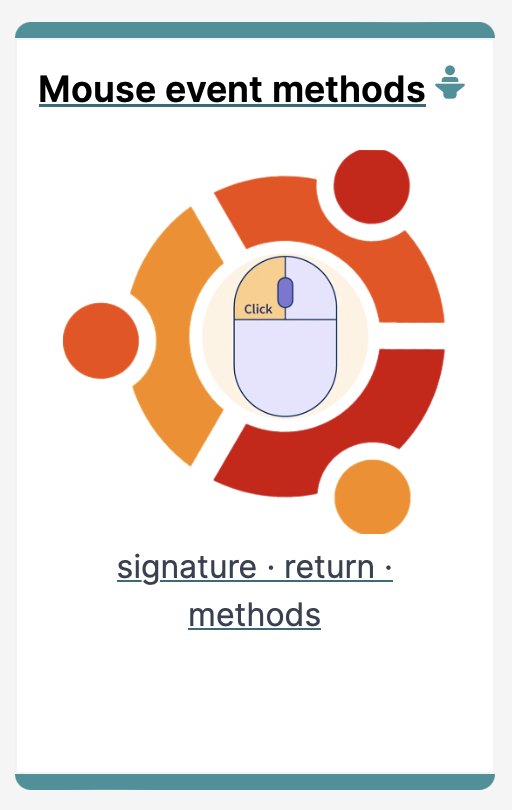 Mouse event methods
Click
signature · return ·
methods